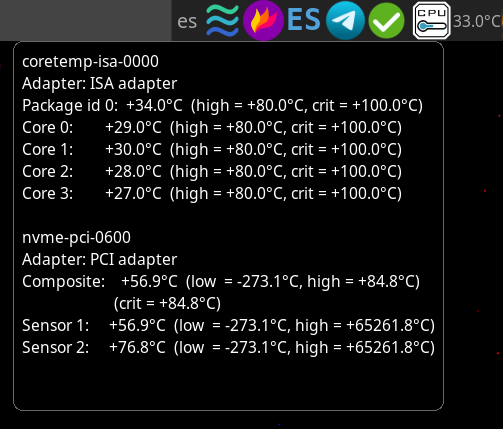 es ES CPU 33.0°C
coretemp-isa-0000
Adapter: ISA adapter
Package id 0: +34.0°C (high = +80.0°C, crit = +100.0°C)
Core 0: +29.0°C (high = +80.0°C, crit = +100.0°C)
Core 1: +30.0°C (high = +80.0°C, crit = +100.0°C)
Core 2: +28.0°C (high = +80.0°C, crit = +100.0°C)
Core 3: +27.0°C (high = +80.0°C, crit = +100.0°C)
nvme-pci-0600
Adapter: PCI adapter
Composite: +56.9°C (low = -273.1°C, high = +84.8°C)
(crit = +84.8°C)
Sensor 1: +56.9°C (low = -273.1°C, high = +65261.8°C)
Sensor 2: +76.8°C (low = -273.1°C, high = +65261.8°C)